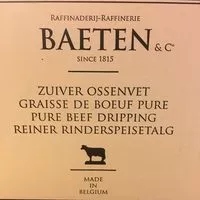 RAFFINADERIJ-RAFFINERIE
BAETEN & Co
SINCE 1815
ZUIVER OSSENVET
GRAISSE DE BOEUF PURE
PURE BEEF DRIPPING
REINER RINDERSPEISETALG
MADE
IN
BELGIUM